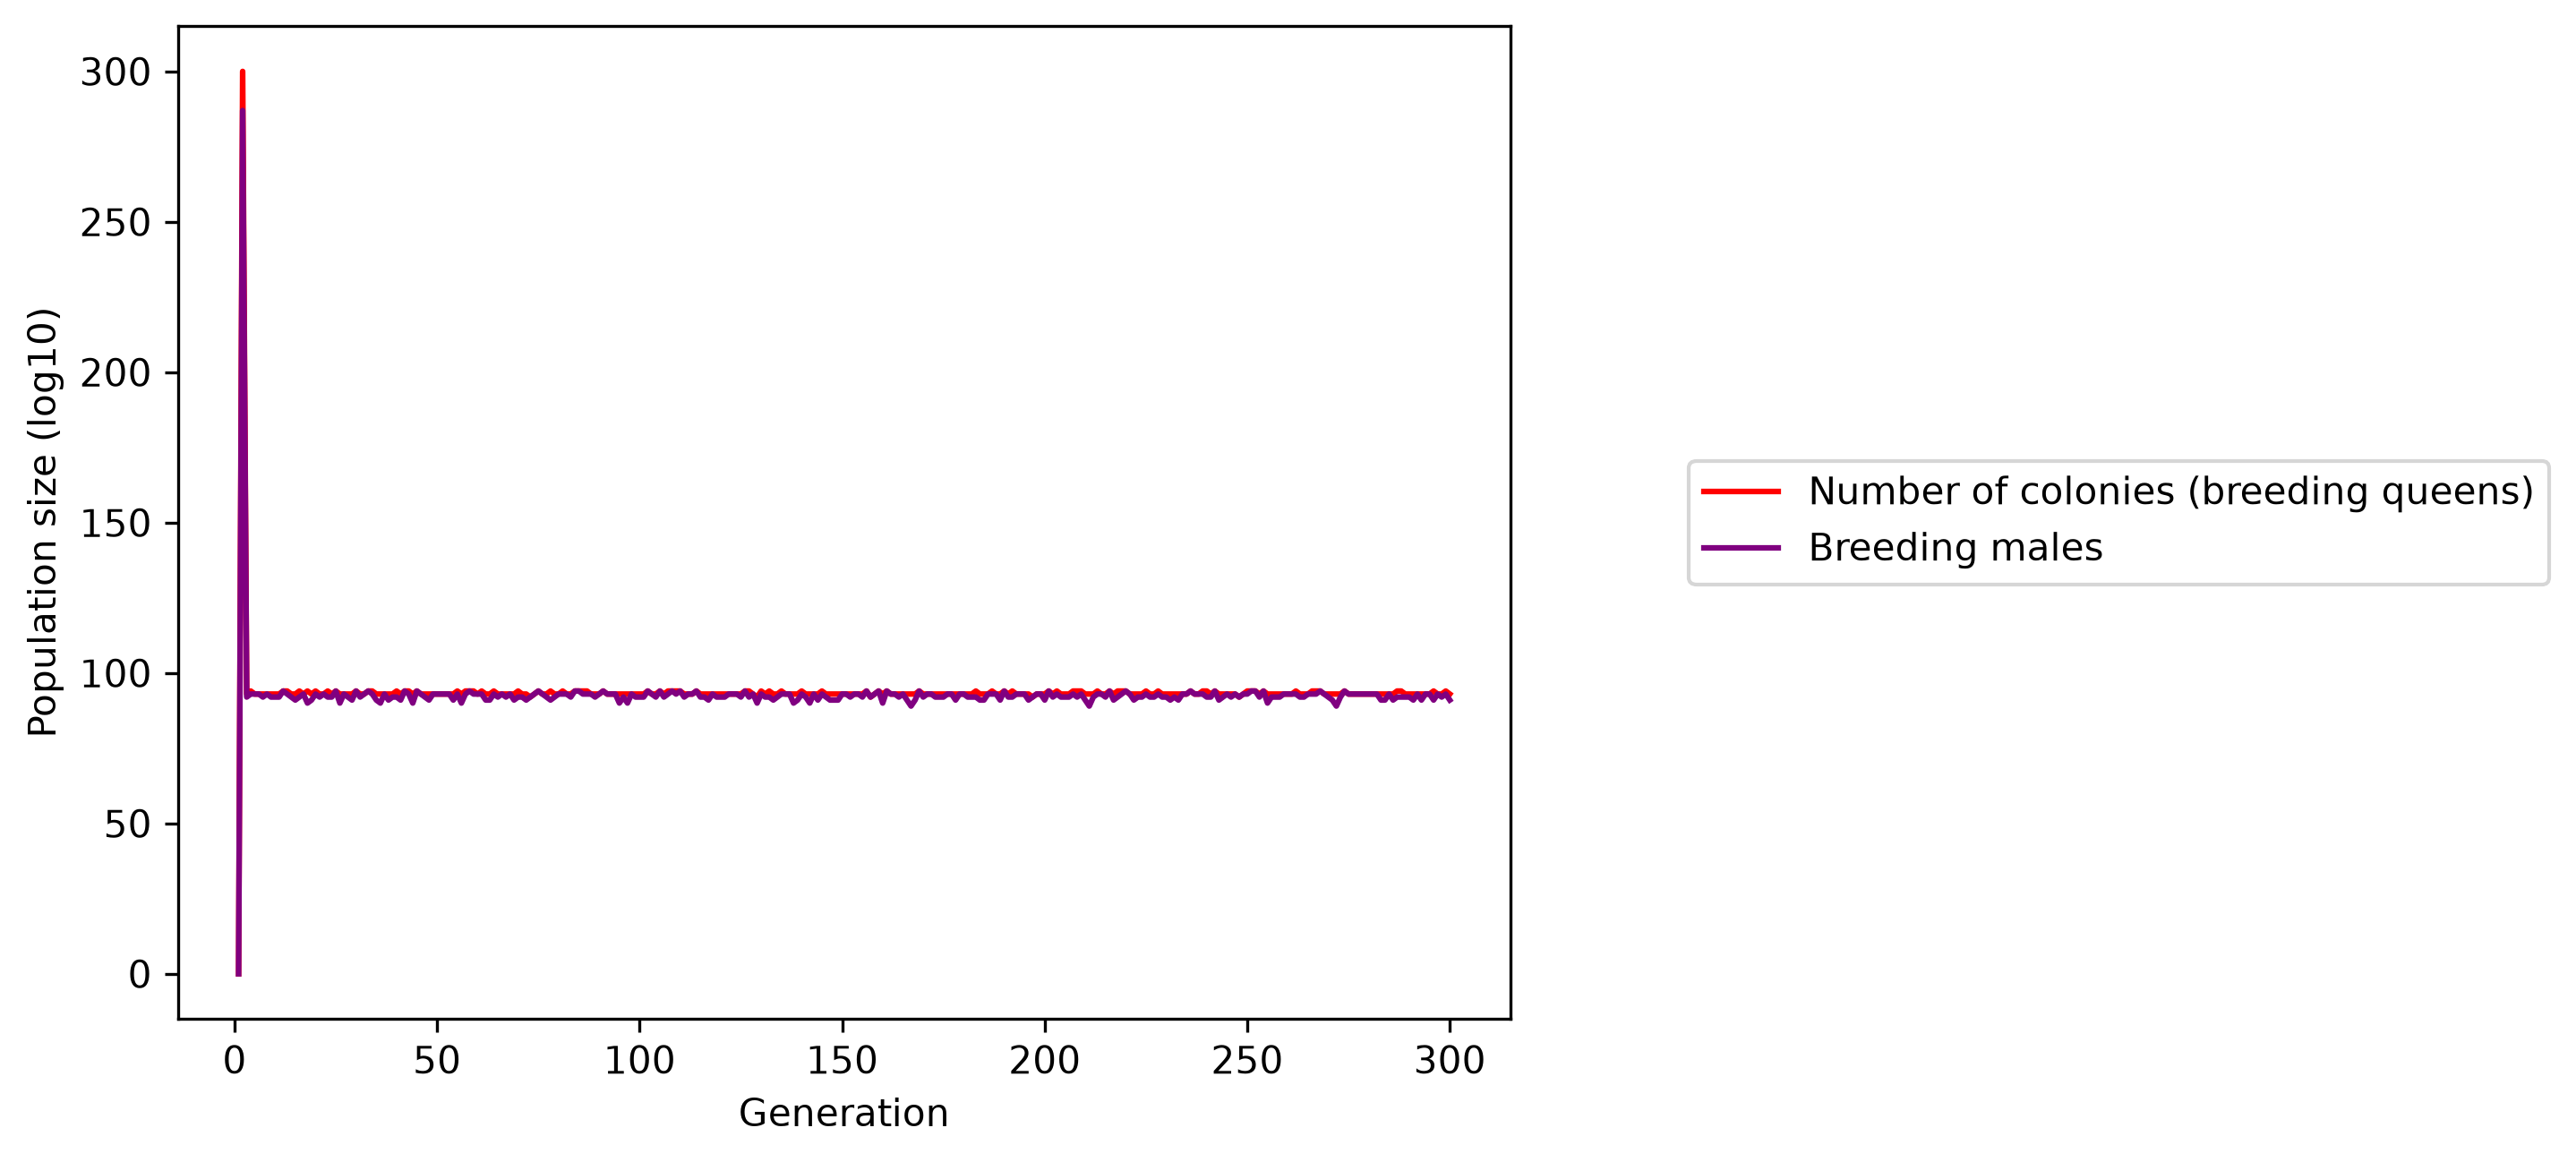 300
250
200
150
100
50
0
Population size (log10)
0 50 100 150 200 250 300
Generation
Number of colonies (breeding queens)
Breeding males